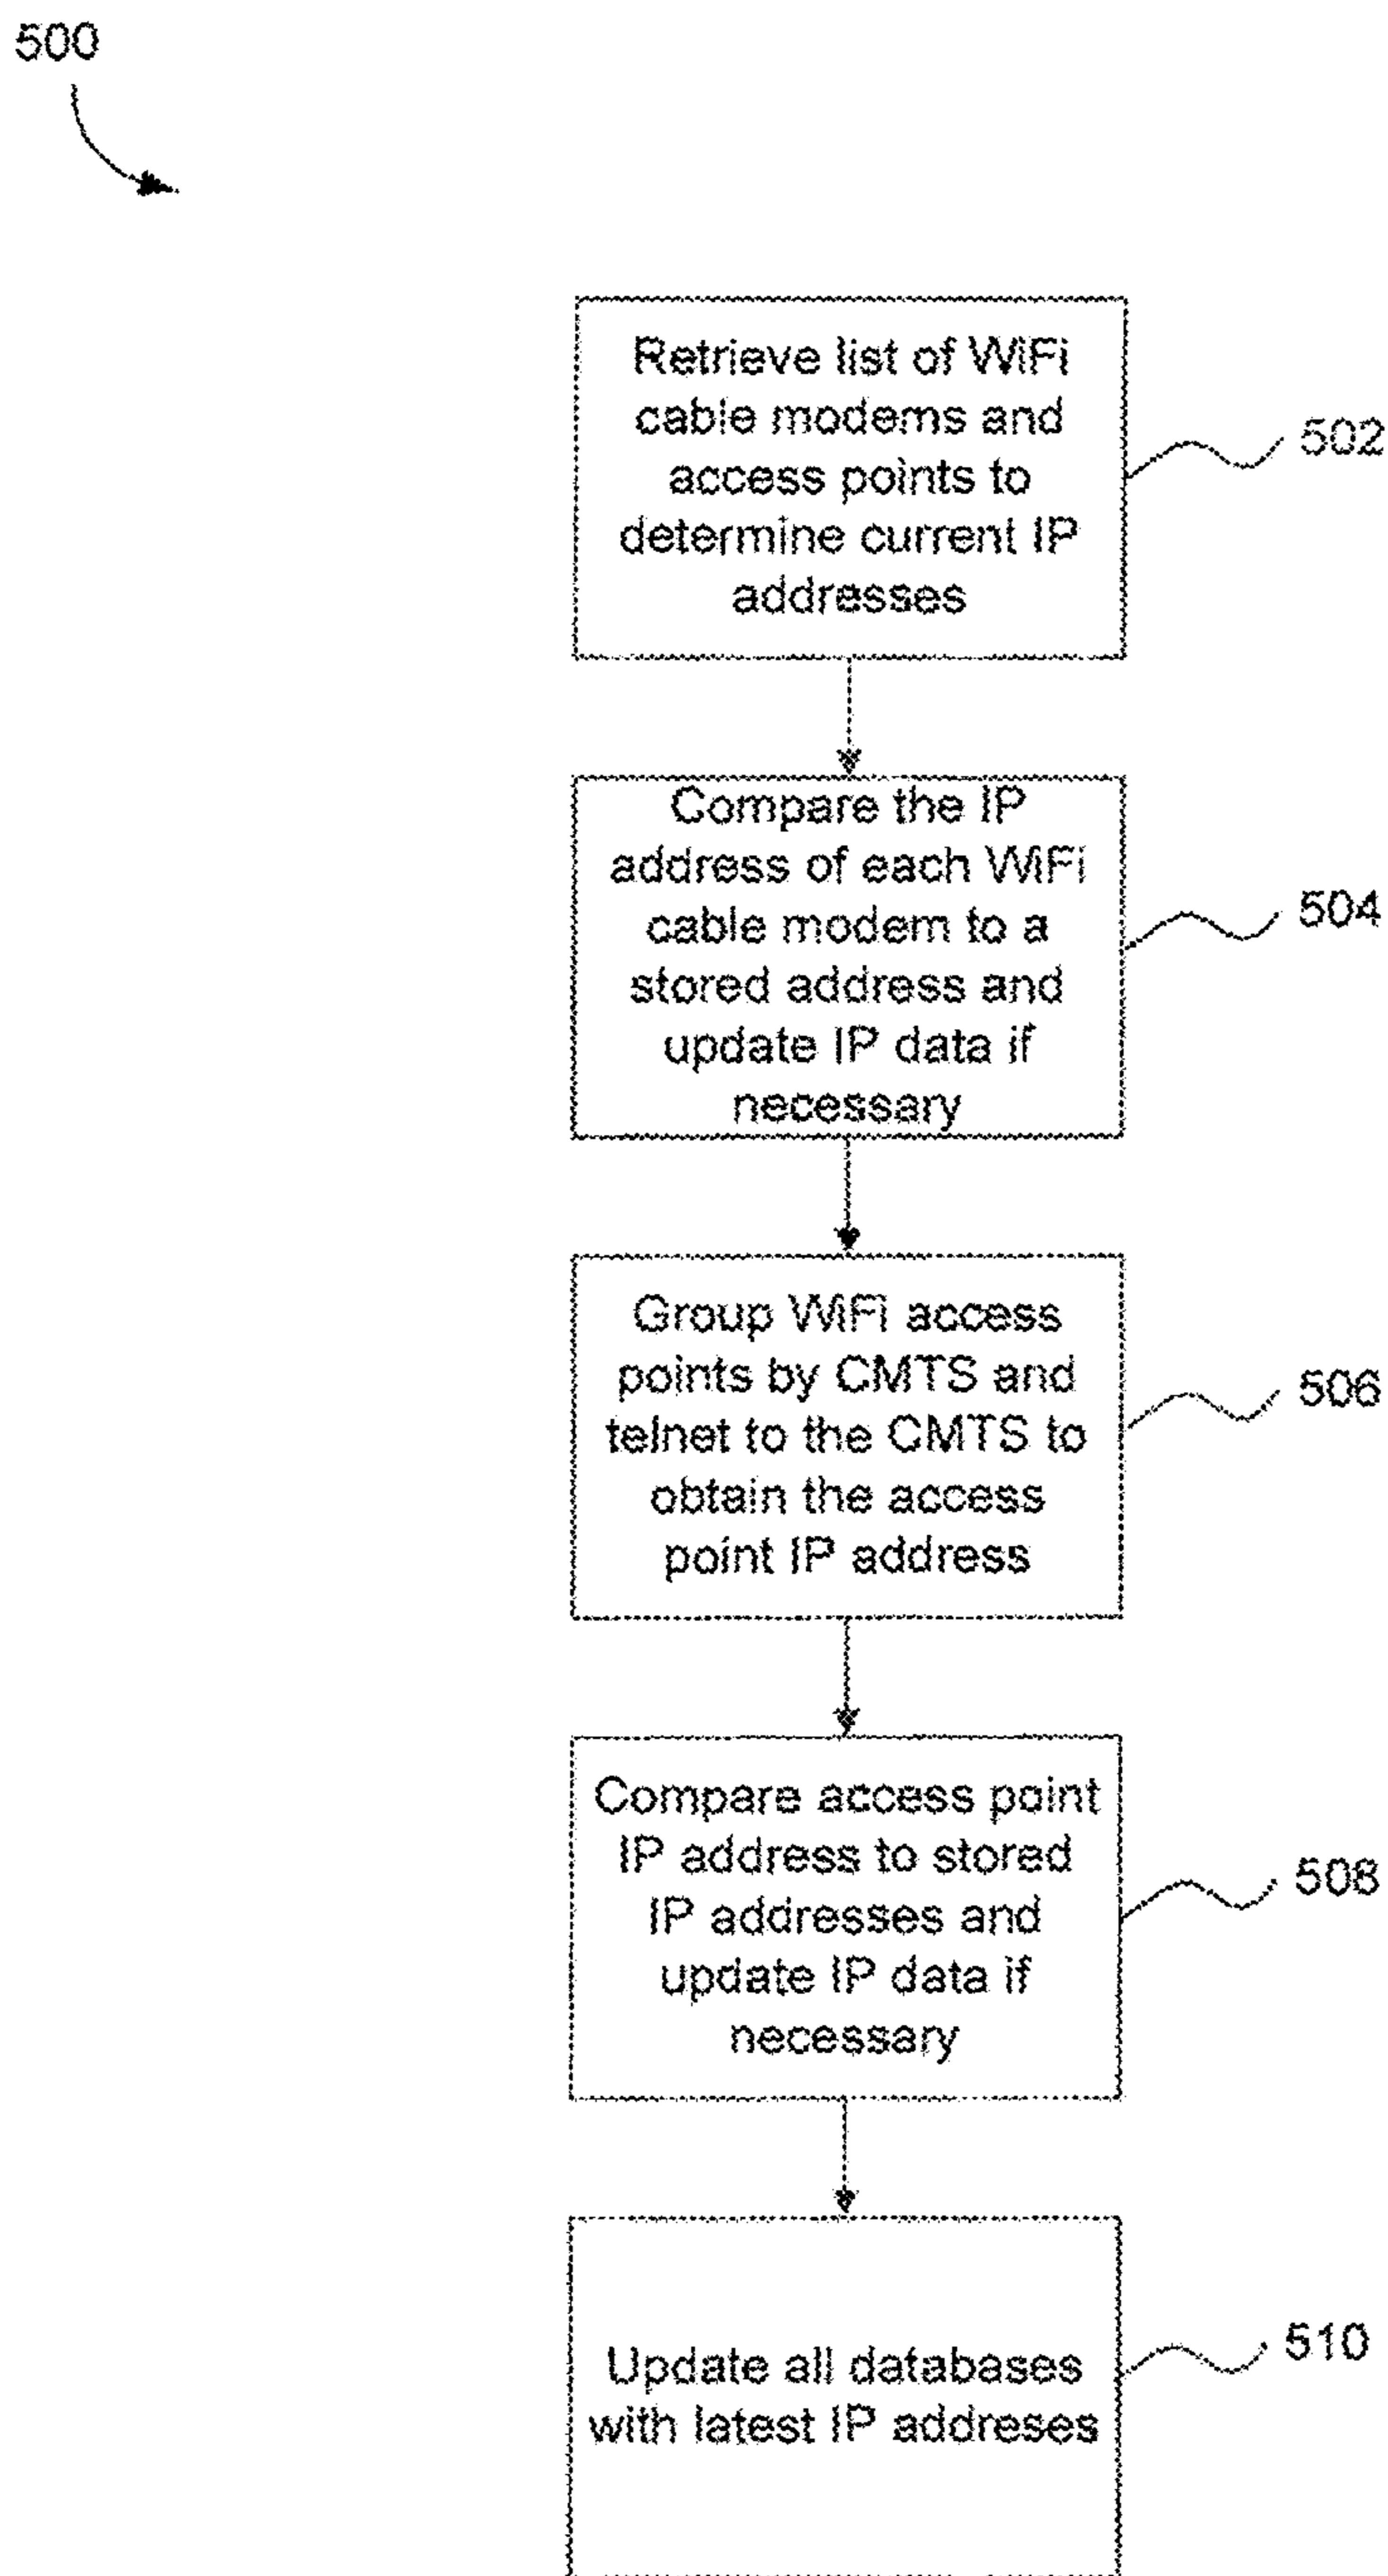 500
Retrieve list of WiFi
cable modems and
access points to
determine current IP
addresses
502
Compare the IP
address of each WiFi
cable modem to a
stored address and
update IP data if
necessary
504
Group WiFi access
points by CMTS and
telnet to the CMTS to
obtain the access
point IP address
506
Compare access point
IP address to stored
IP addresses and
update IP data if
necessary
508
Update all databases
with latest IP addreses
510